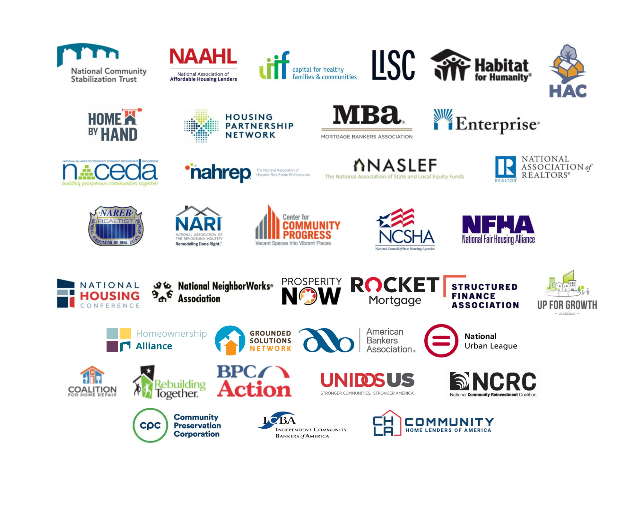 National Community
Stabilization Trust
NAAHL
National Association of
Affordable Housing Lenders
liif
capital for healthy
families & communities
LISC
Habitat
for Humanity®
HAC
HOME
BY HAND
HOUSING
PARTNERSHIP
NETWORK
MBA
MORTGAGE BANKERS ASSOCIATION
Enterprise®
naceda
building prosperous communities together
nahrep
The National Association of
Hispanic Real Estate Professionals
NASLEF
The National Association of State and Local Equity Funds
REALTOR
NATIONAL
ASSOCIATION of
REALTORS®
NAREB
REALTIST
NARI
NATIONAL ASSOCIATION OF
THE REMODELING INDUSTRY
Remodeling Done Right.
Center for
COMMUNITY
PROGRESS
Vacant Spaces into Vibrant Places
NCSHA
National Council of State Housing Agencies
NFHA
National Fair Housing Alliance
NATIONAL
HOUSING
CONFERENCE
National NeighborWorks®
Association
PROSPERITY
NOW
ROCKET
Mortgage
STRUCTURED
FINANCE
ASSOCIATION
UP FOR GROWTH
Homeownership
Alliance
GROUNDED
SOLUTIONS
NETWORK
American
Bankers
Association
National
Urban League
COALITION
FOR HOME REPAIR
Rebuilding
Together.
BPC
Action
UNIDOSUS
STRONGER COMMUNITIES. STRONGER AMERICA.
NCRC
National Community Reinvestment Coalition
cpc
Community
Preservation
Corporation
ICBA
INDEPENDENT COMMUNITY
BANKERS of AMERICA
CH
LA
COMMUNITY
HOME LENDERS OF AMERICA